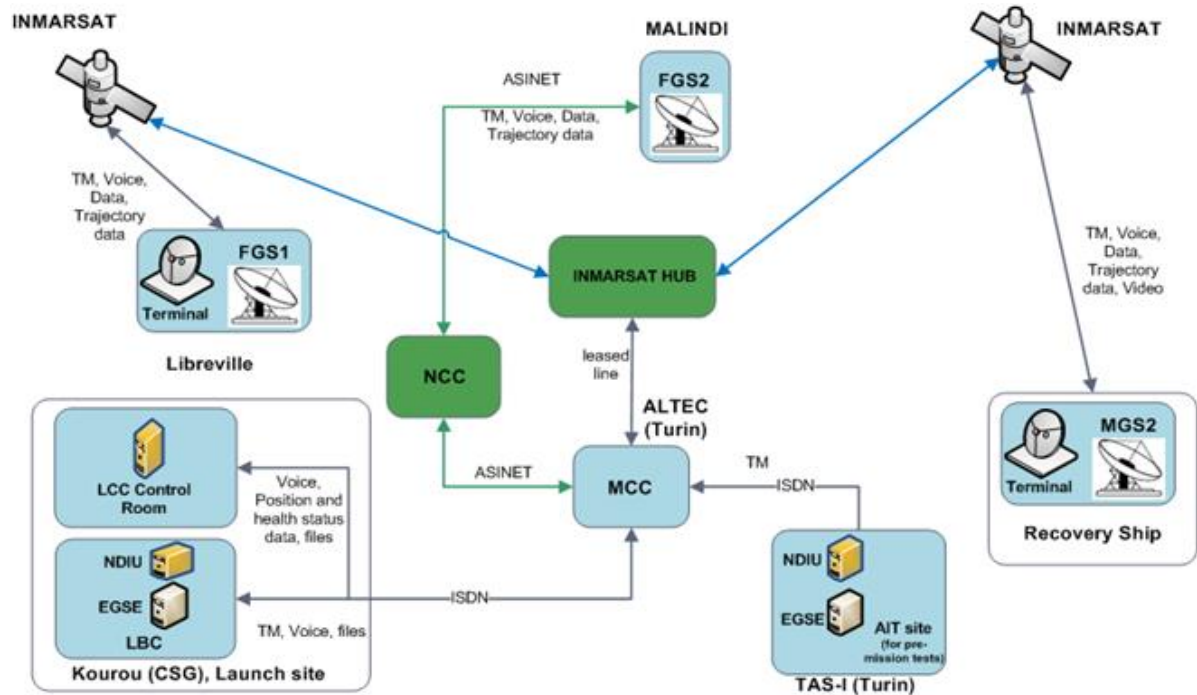 INMARSAT
MALINDI
INMARSAT
ASINET
FGS2
TM, Voice, Data,
Trajectory data
TM, Voice,
Data,
Trajectory
data
FGS1
Terminal
Libreville
INMARSAT HUB
TM, Voice,
Data,
Trajectory
data, Video
leased
line
NCC
ALTEC
(Turin)
LCC Control
Room
Voice,
Position and
health status
data, files
ASINET
MCC
TM
ISDN
MGS2
Terminal
Recovery Ship
NDIU
EGSE
LBC
ISDN
TM, Voice, files
Kourou (CSG), Launch site
NDIU
EGSE
AIT site
(for pre-
mission tests)
TAS-I (Turin)